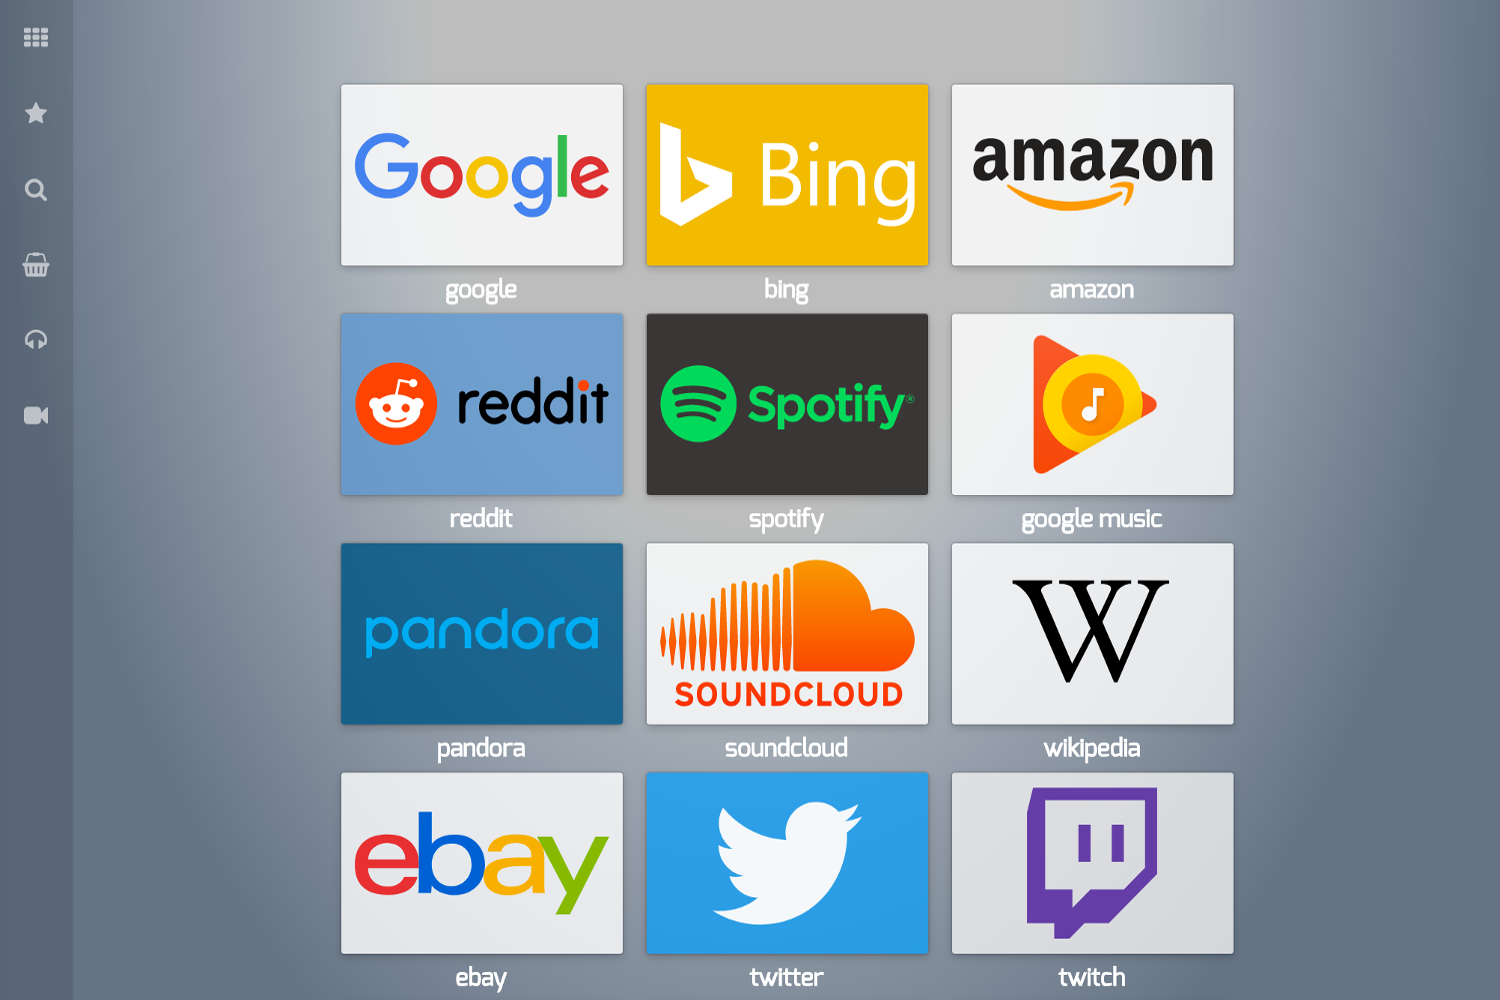 Google
Bing
amazon
google
bing
amazon
reddit
Spotify®
reddit
spotify
google music
pandora
SOUNDCLOUD
W
pandora
soundcloud
wikipedia
ebay
ebay
twitter
twitch